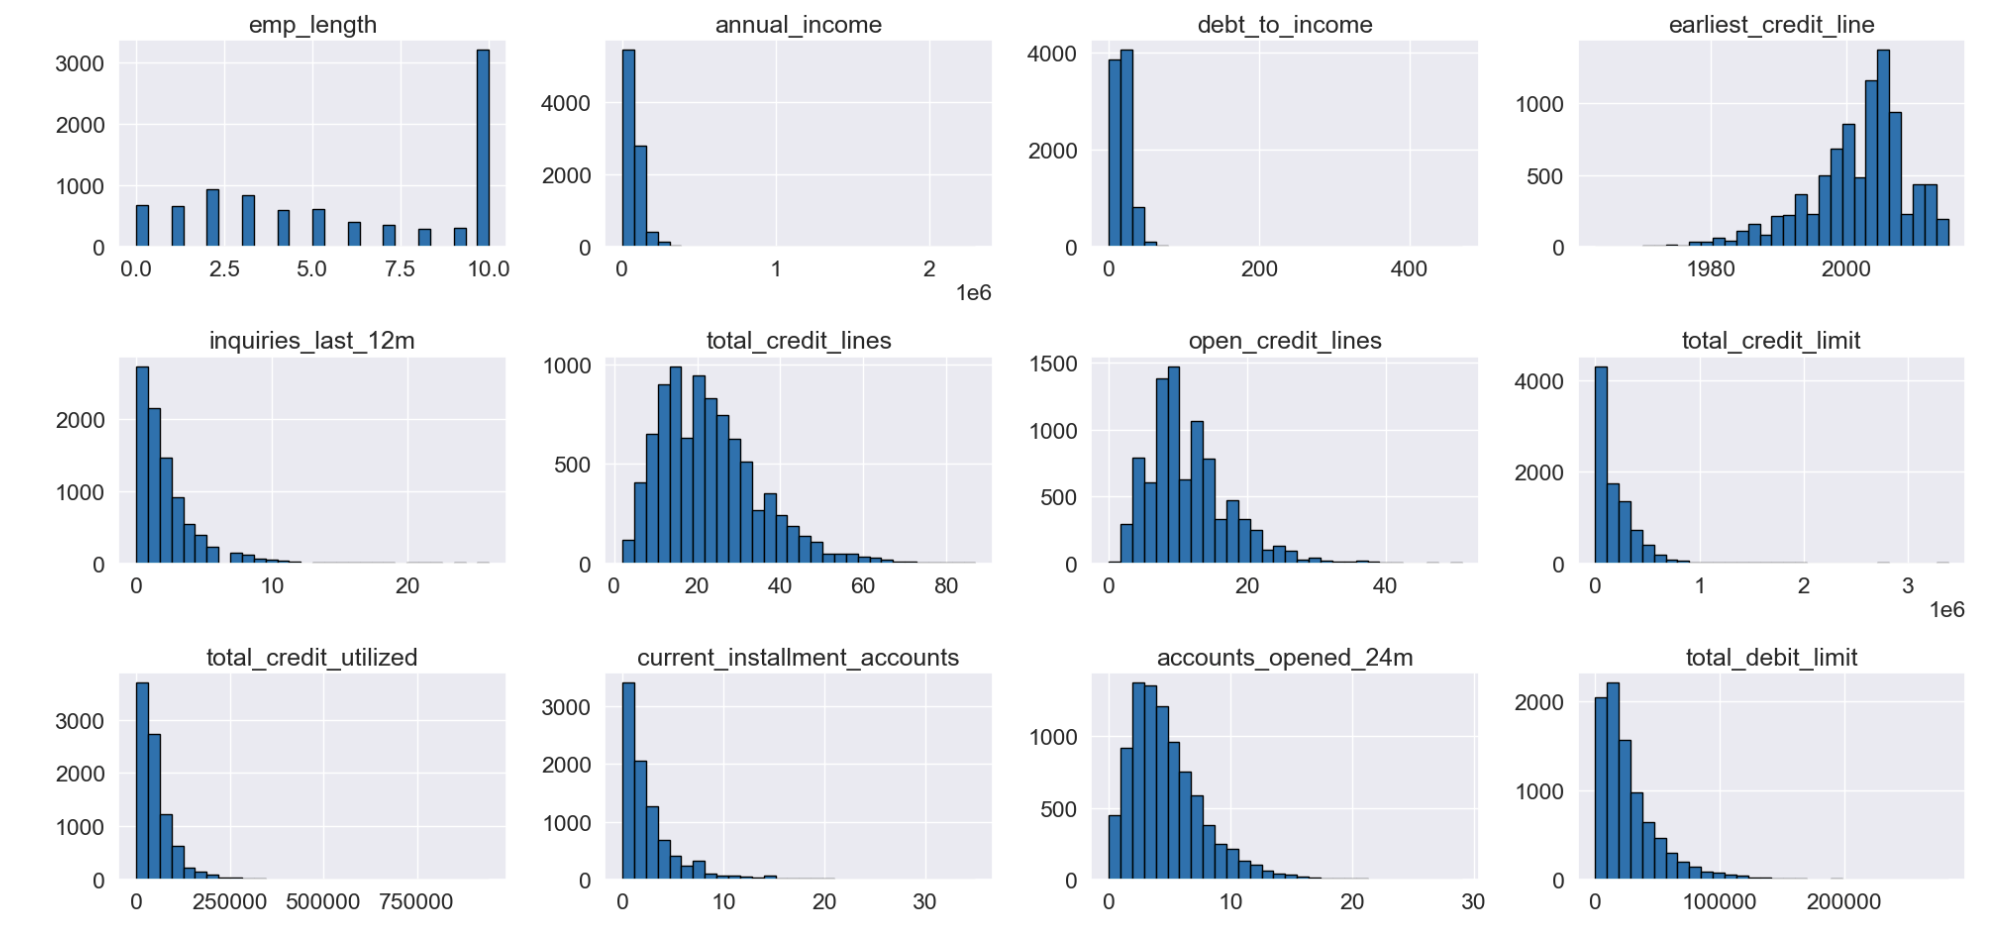 emp_length
annual_income
debt_to_income
earliest_credit_line
3000
2000
1000
0
0.0 2.5 5.0 7.5 10.0
4000
2000
0
0 1 2
1e6
4000
2000
0
0 200 400
1000
500
0
1980 2000
inquiries_last_12m
total_credit_lines
open_credit_lines
total_credit_limit
2000
1000
0
0 10 20
1000
500
0
0 20 40 60 80
1500
1000
500
0
0 20 40
4000
2000
0
0 1 2 3
1e6
total_credit_utilized
current_installment_accounts
accounts_opened_24m
total_debit_limit
3000
2000
1000
0
0 250000 500000 750000
3000
2000
1000
0
0 10 20 30
1000
500
0
0 10 20 30
2000
1000
0
0 100000 200000